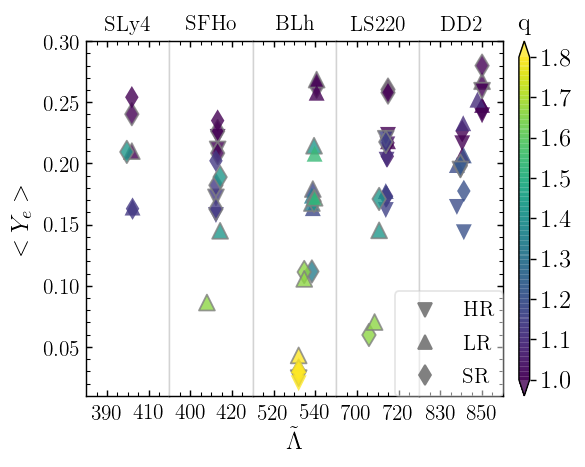 SLy4 SFHo BLh LS220 DD2 q
0.30 1.8
1.7
0.25 1.6
0.20 1.5
1.4
0.15 1.3
0.10 1.2
HR
0.05 LR 1.1
SR 1.0
< Y_e >
390 410 400 420 520 540 700 720 830 850
Λ̃